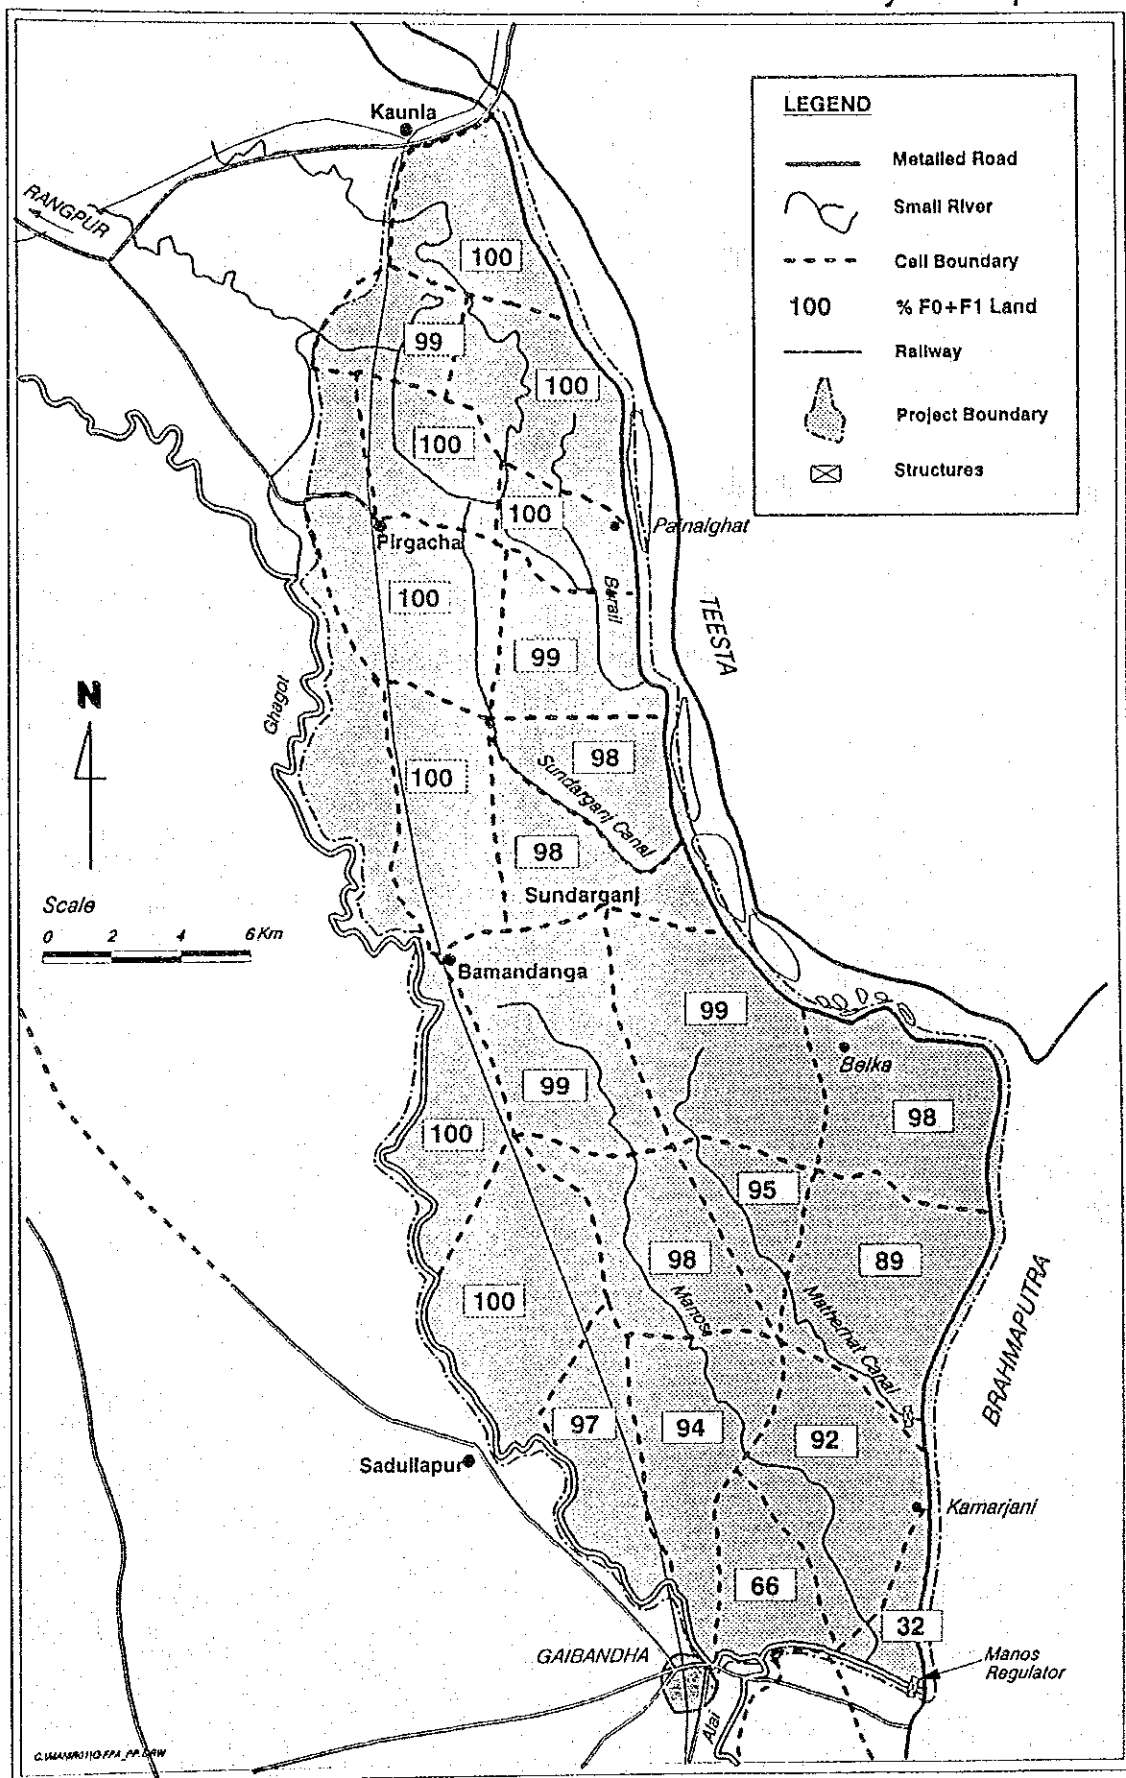 LEGEND
Metalled Road
Small River
Cell Boundary
100 % F0+F1 Land
Railway
Project Boundary
Structures
Kaunla
RANGPUR
100
99
100
100
100
Painalghat
Pirgacha
100
Burail
TEESTA
99
Ghagot
N
98
100
Sundarganj Canal
98
Scale
0 2 4 6 Km
Sundarganj
Bamandanga
99
Belka
99
98
100
95
98
89
100
Manos
Matherhat Canal
BRAHMAPUTRA
97
94
92
Sadullapur
Kamarjani
66
32
GAIBANDHA
Manos
Regulator
Alai